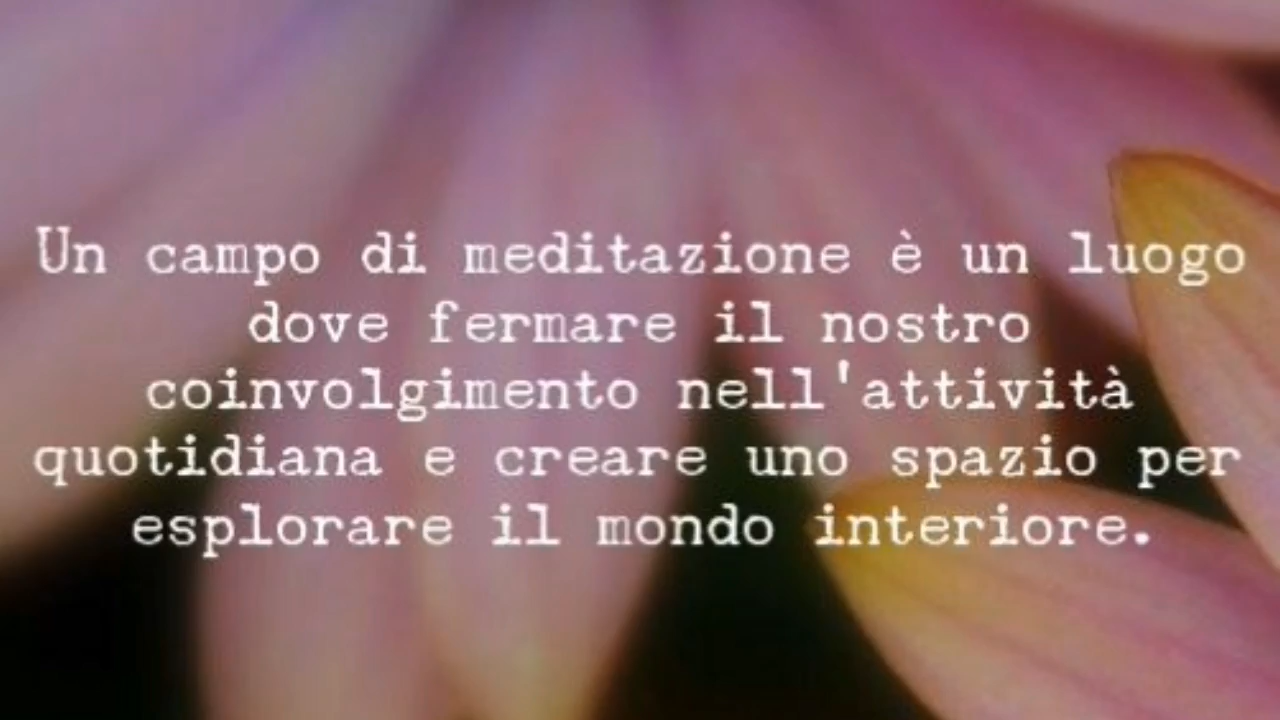 Un campo di meditazione è un luogo
dove fermare il nostro
coinvolgimento nell'attività
quotidiana e creare uno spazio per
esplorare il mondo interiore.